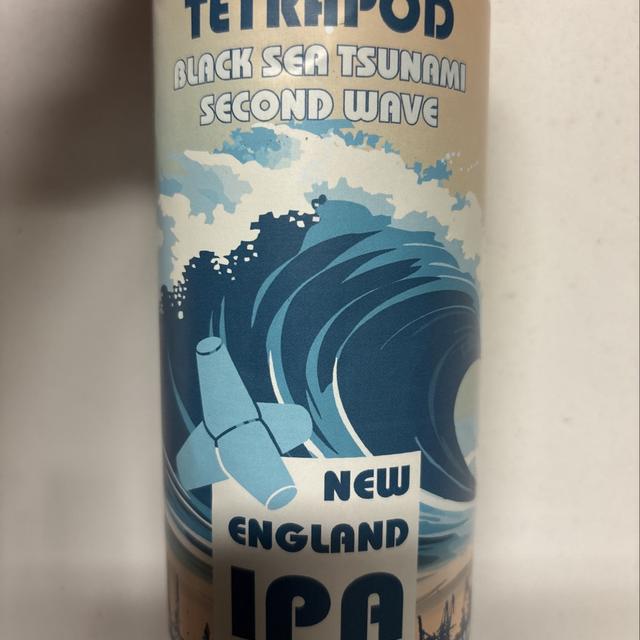 TETRAPOD
BLACK SEA TSUNAMI
SECOND WAVE
NEW
ENGLAND
IPA